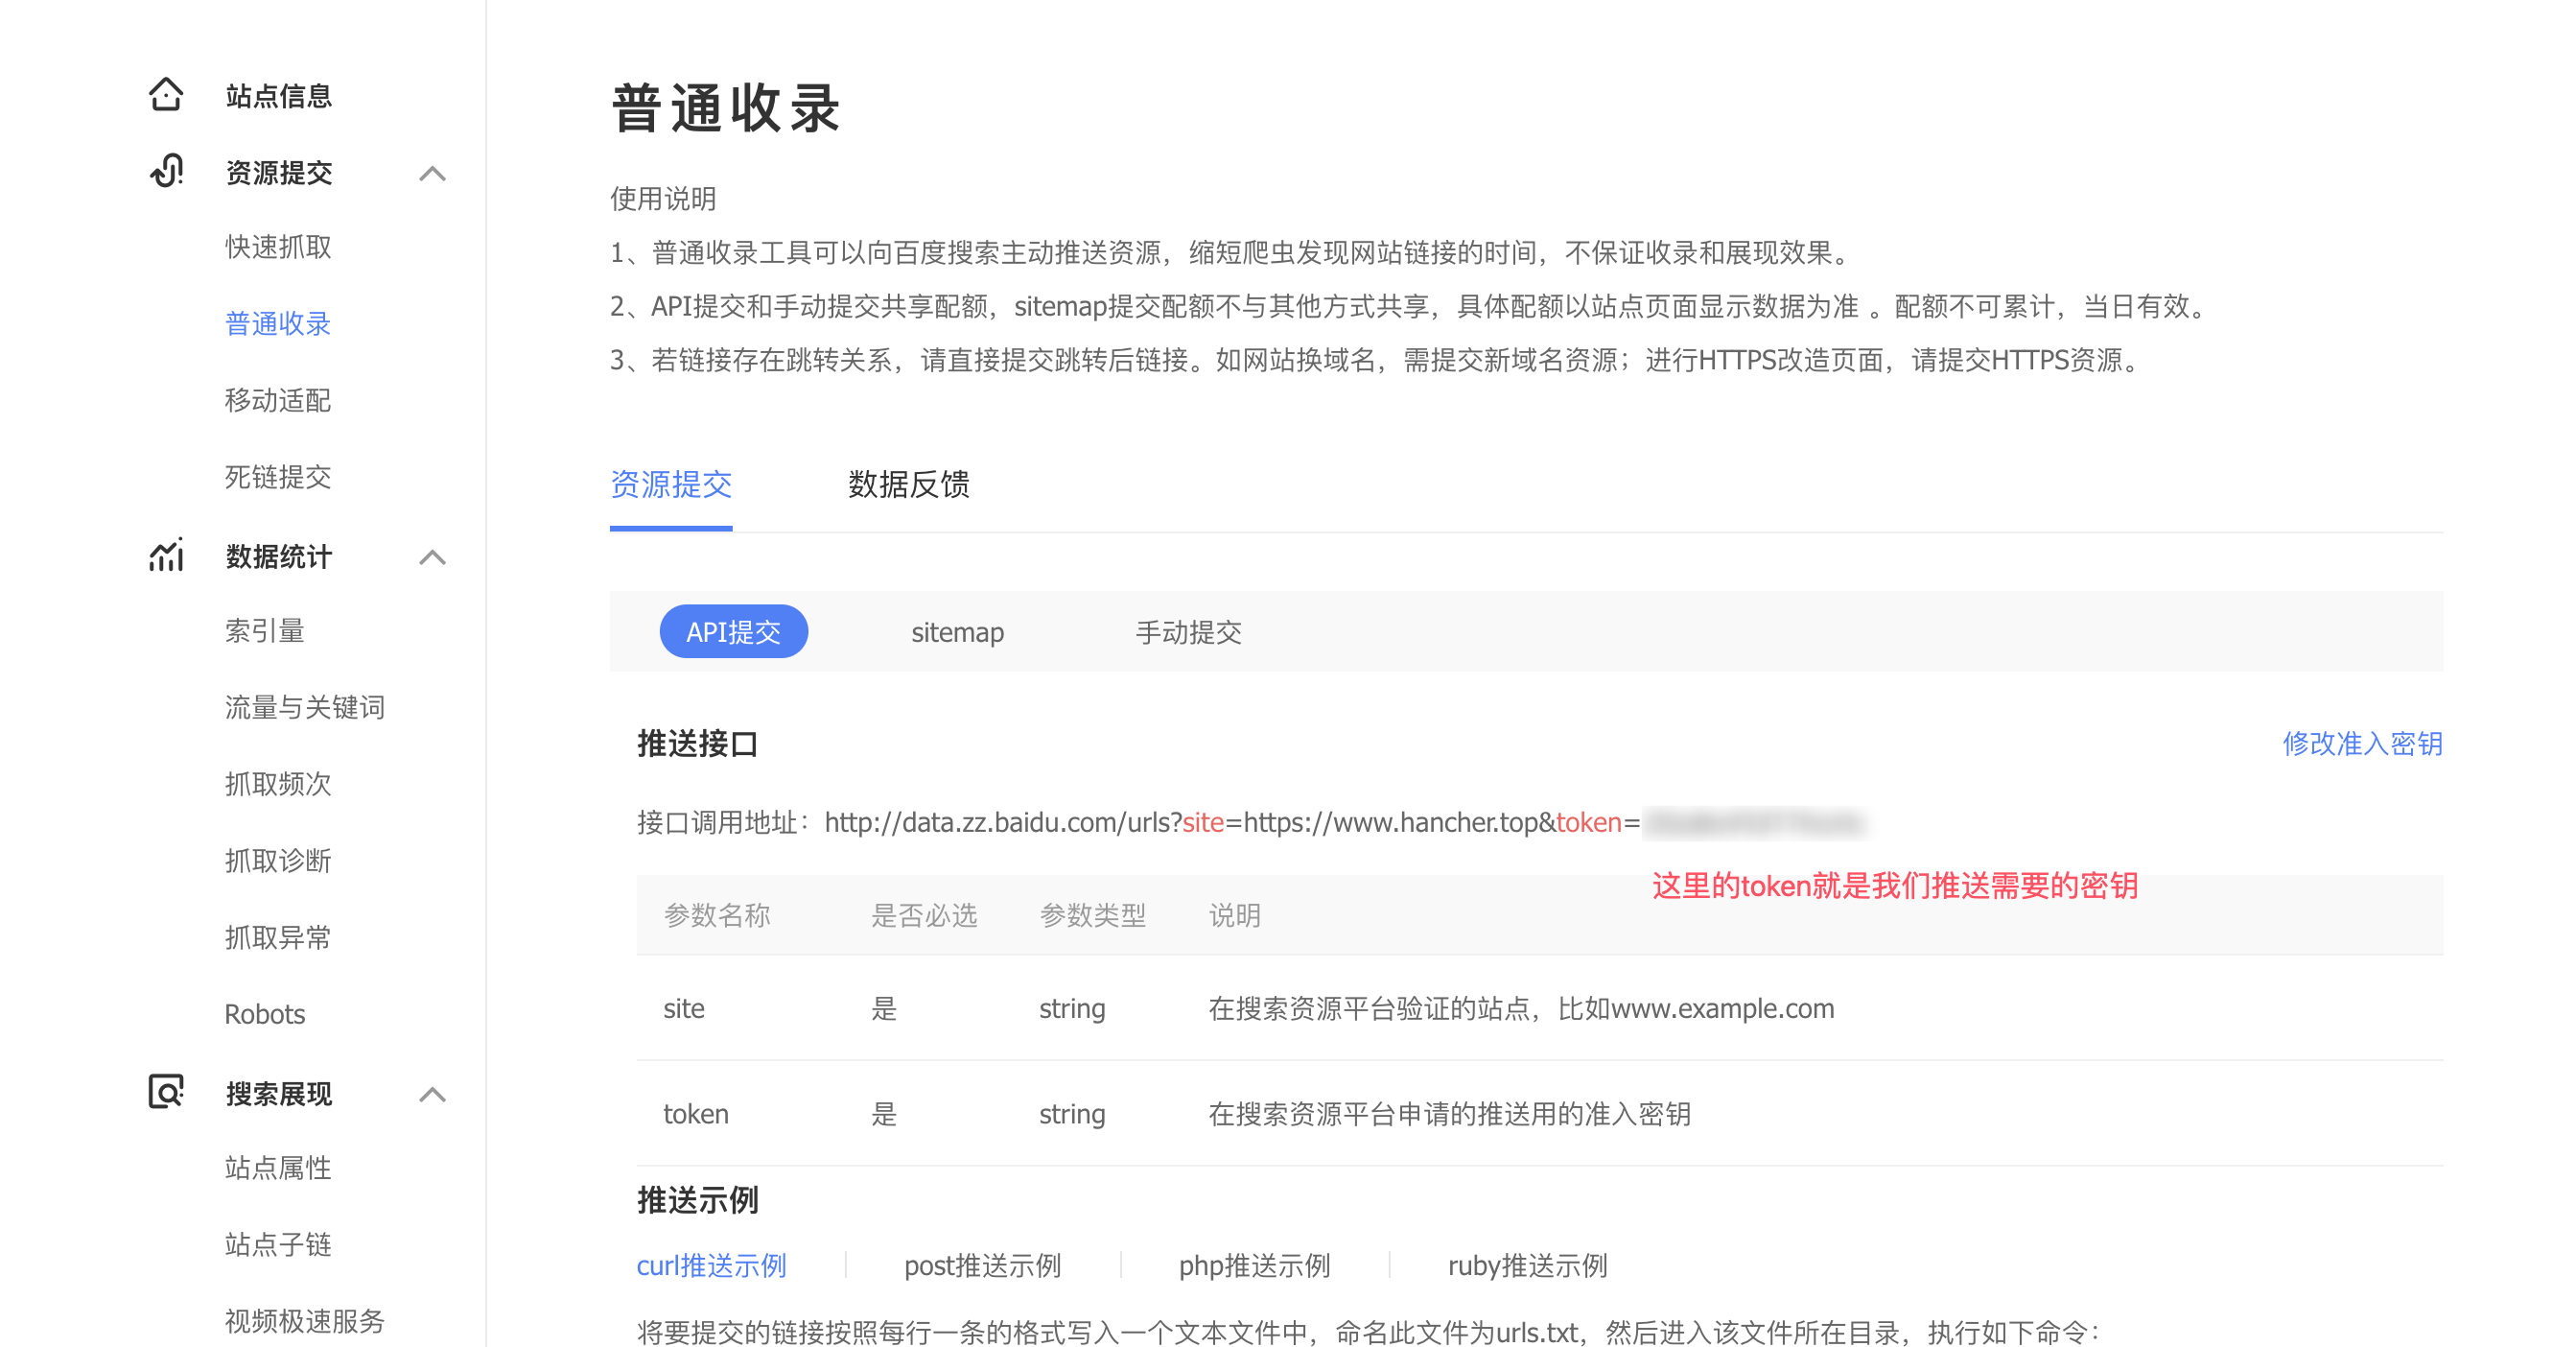 站点信息
资源提交
快速抓取
普通收录
移动适配
死链提交
数据统计
索引量
流量与关键词
抓取频次
抓取诊断
抓取异常
Robots
搜索展现
站点属性
站点子链
视频极速服务
普通收录
使用说明
1、普通收录工具可以向百度搜索主动推送资源，缩短爬虫发现网站链接的时间，不保证收录和展现效果。
2、API提交和手动提交共享配额，sitemap提交配额不与其他方式共享，具体配额以站点页面显示数据为准 。配额不可累计，当日有效。
3、若链接存在跳转关系，请直接提交跳转后链接。如网站换域名，需提交新域名资源；进行HTTPS改造页面，请提交HTTPS资源。
资源提交 数据反馈
API提交 sitemap 手动提交
推送接口 修改准入密钥
接口调用地址：http://data.zz.baidu.com/urls?site=https://www.hancher.top&token=
这里的token就是我们推送需要的密钥
参数名称 是否必选 参数类型 说明
site 是 string 在搜索资源平台验证的站点，比如www.example.com
token 是 string 在搜索资源平台申请的推送用的准入密钥
推送示例
curl推送示例 post推送示例 php推送示例 ruby推送示例
将要提交的链接按照每行一条的格式写入一个文本文件中，命名此文件为urls.txt，然后进入该文件所在目录，执行如下命令：